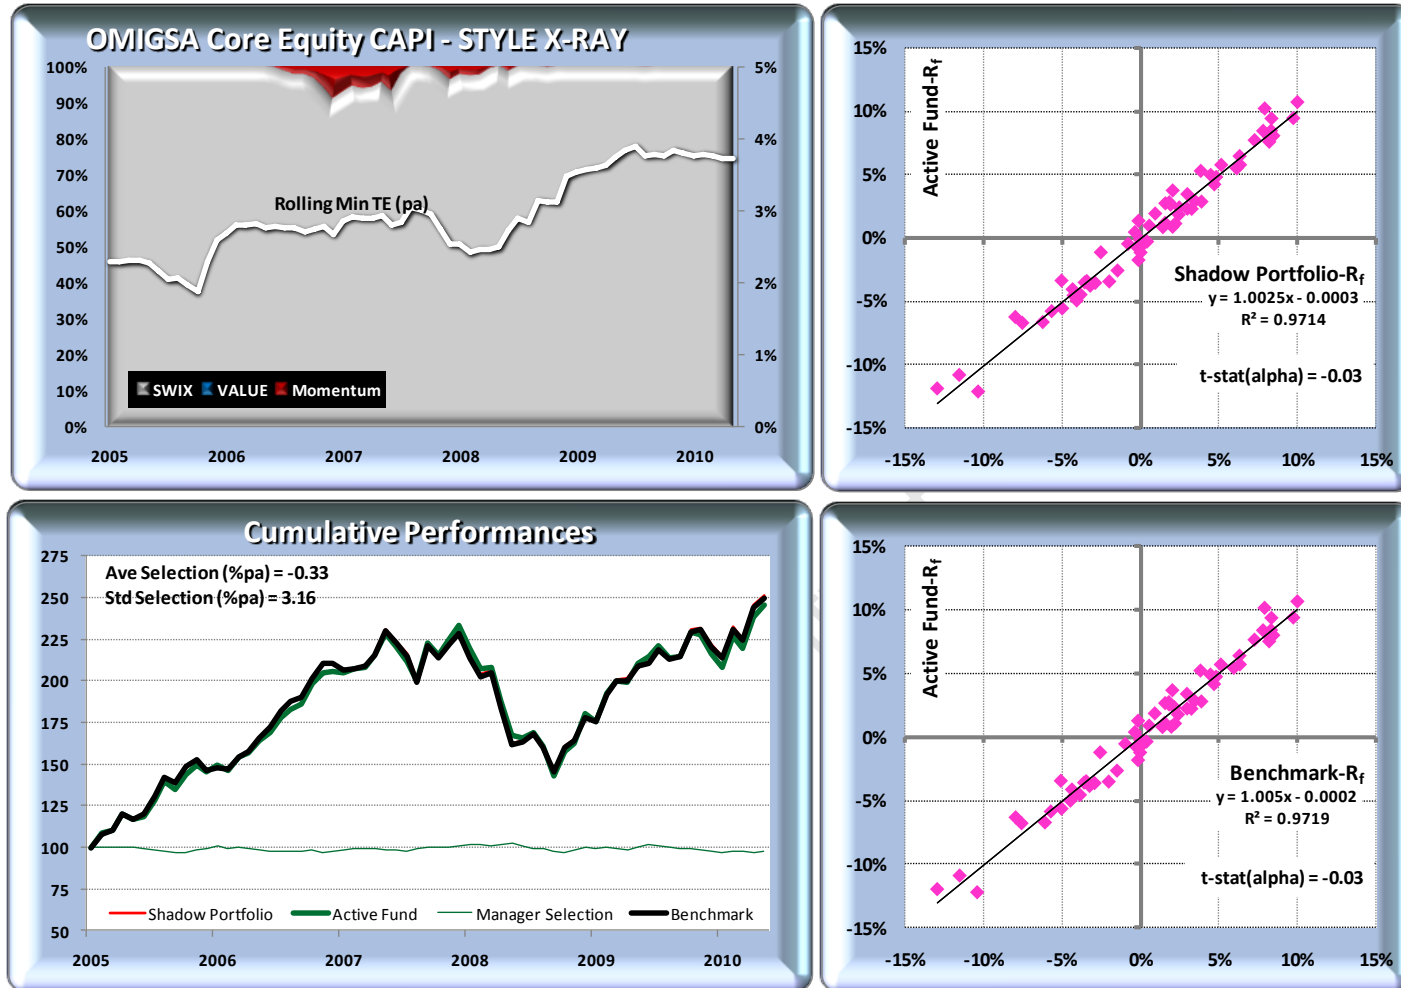 OMIGSA Core Equity CAPI - STYLE X-RAY
100%
90%
80%
70%
60%
50%
40%
30%
20%
10%
0%
5%
4%
3%
2%
1%
0%
Rolling Min TE (pa)
SWIX VALUE Momentum
2005 2006 2007 2008 2009 2010
15%
10%
5%
0%
-5%
-10%
-15%
Active Fund-Rf
Shadow Portfolio-Rf
y = 1.0025x - 0.0003
R² = 0.9714
t-stat(alpha) = -0.03
-15% -10% -5% 0% 5% 10% 15%
Cumulative Performances
275
250
225
200
175
150
125
100
75
50
Ave Selection (%pa) = -0.33
Std Selection (%pa) = 3.16
Shadow Portfolio Active Fund Manager Selection Benchmark
2005 2006 2007 2008 2009 2010
15%
10%
5%
0%
-5%
-10%
-15%
Active Fund-Rf
Benchmark-Rf
y = 1.005x - 0.0002
R² = 0.9719
t-stat(alpha) = -0.03
-15% -10% -5% 0% 5% 10% 15%